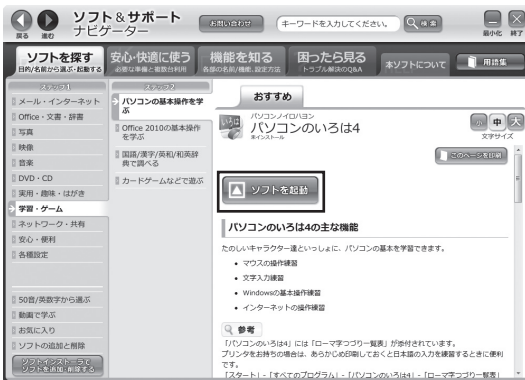 戻る 進む
ソフト&サポート
ナビゲーター
お問い合わせ
キーワードを入力してください。
検索
最小化 終了
ソフトを探す
目的/名前から選ぶ・起動する
安心・快適に使う
必要な準備と複数台利用
機能を知る
各部の名前/機能、設定方法
困ったら見る
トラブル解決のQ&A
本ソフトについて
用語集
ステップ1
メール・インターネット
Office・文書・辞書
写真
映像
音楽
DVD・CD
実用・趣味・はがき
学習・ゲーム
ネットワーク・共有
安心・便利
各種設定
50音/英数字から選ぶ
動画で学ぶ
お気に入り
ソフトの追加と削除
ソフトインストーラで
ソフトを追加・削除する
ステップ2
パソコンの基本操作を学
ぶ
Office 2010の基本操作
を学ぶ
国語/漢字/英和/和英辞
典で調べる
カードゲームなどで遊ぶ
おすすめ
パソコンノイロハヨン
パソコンのいろは4
未インストール
小 中 大
文字サイズ
このページを印刷
ソフトを起動
パソコンのいろは4の主な機能
たのしいキャラクター達といっしょに、パソコンの基本を学習できます。
• マウスの操作練習
• 文字入力練習
• Windowsの基本操作練習
• インターネットの操作練習
参考
「パソコンのいろは4」には「ローマ字つづり一覧表」が添付されています。
プリンタをお持ちの場合は、あらかじめ印刷しておくと日本語の入力を練習するときに便利
です。
「スタート」-「すべてのプログラム」-「パソコンのいろは4」-「ローマ字つづり一覧表」